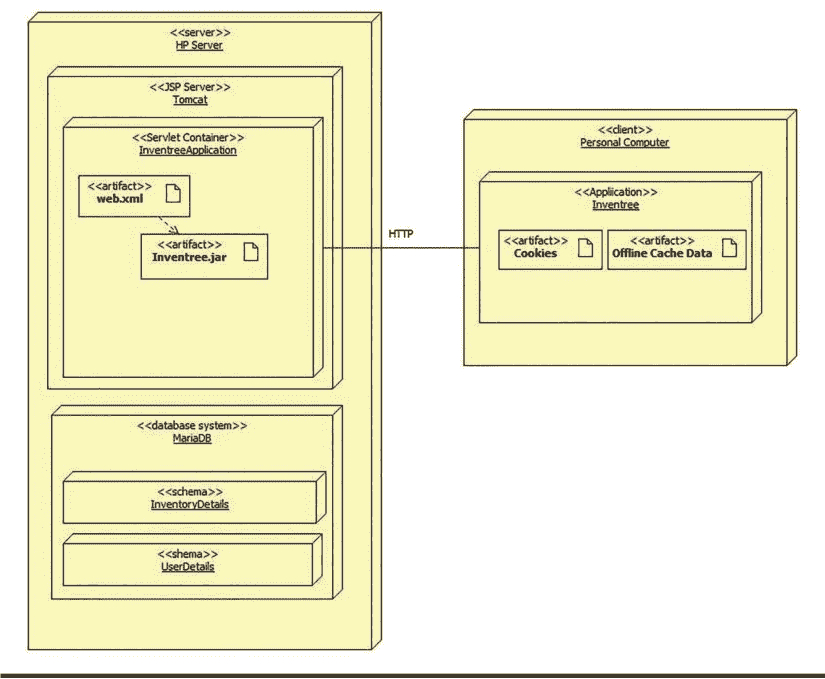 <<server>>
HP Server
<<JSP Server>>
Tomcat
<<Servlet Container>>
InventreeApplication
<<artifact>>
web.xml
<<artifact>>
Inventree.jar
HTTP
<<client>>
Personal Computer
<<Application>>
Inventree
<<artifact>>
Cookies
<<artifact>>
Offline Cache Data
<<database system>>
MariaDB
<<schema>>
InventoryDetails
<<shema>>
UserDetails